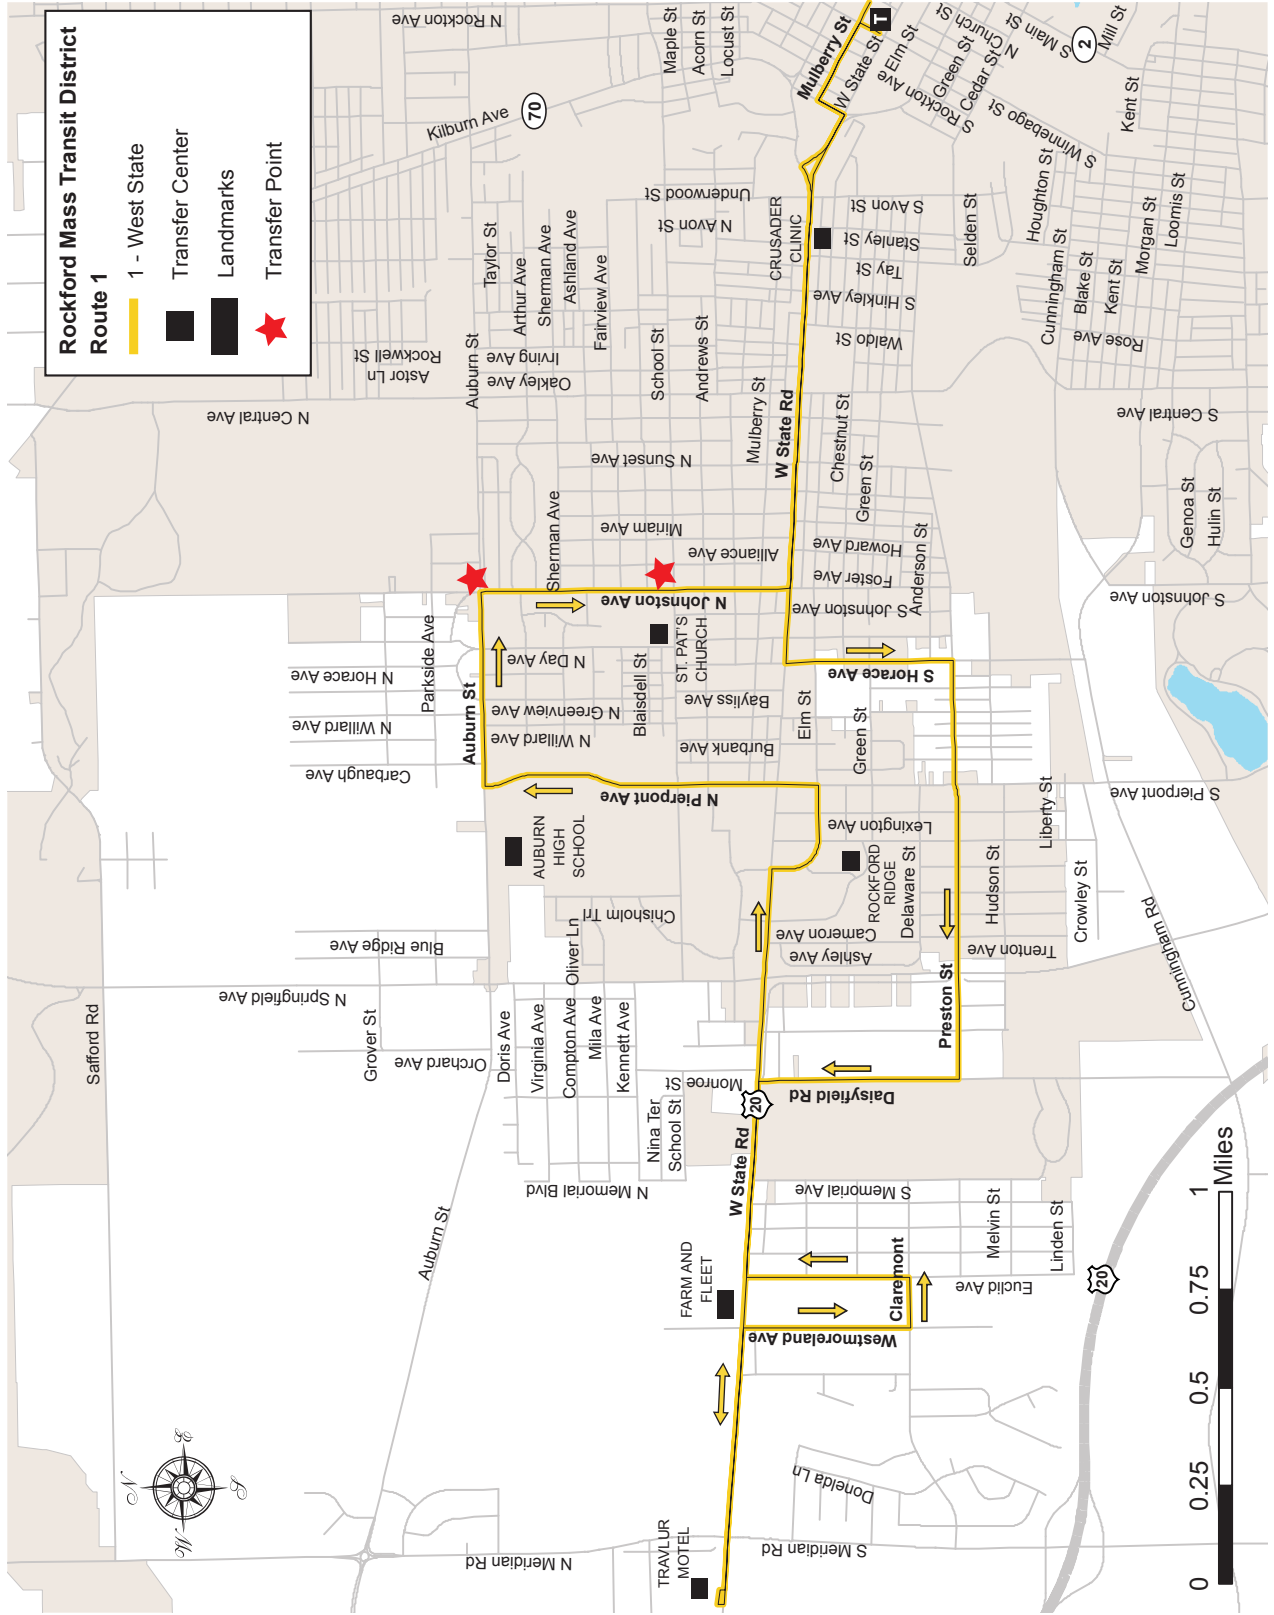 Rockford Mass Transit District
Route 1
1 - West State
Transfer Center
Landmarks
Transfer Point
N Rockton Ave
Kilburn Ave
70
Maple St
Acorn St
Locust St
Mulberry St
T
W State St
Elm St
S Rockton Ave
Green St
Cedar St
N Church St
S Main St
2
Mill St
S Winnebago St
Kent St
Houghton St
Cunningham St
Blake St
Kent St
Morgan St
Loomis St
Rose Ave
Selden St
S Avon St
Stanley St
Tay St
S Hinkley Ave
Waldo St
CRUSADER
CLINIC
Underwood St
N Avon St
Taylor St
Arthur Ave
Sherman Ave
Ashland Ave
Fairview Ave
Irving Ave
Oakley Ave
Auburn St
Rockwell St
Astor Ln
N Central Ave
School St
Andrews St
Mulberry St
W State Rd
Chestnut St
Green St
S Central Ave
N Sunset Ave
Miriam Ave
Alliance Ave
Sherman Ave
Howard Ave
Foster Ave
Anderson St
S Johnston Ave
Genoa St
Hulin St
S Johnston Ave
N Johnston Ave
ST. PAT'S
CHURCH
N Day Ave
Blaisdell St
N Greenview Ave
N Willard Ave
Bayliss Ave
Burbank Ave
Elm St
Green St
S Horace Ave
Parkside Ave
N Horace Ave
N Willard Ave
Carbaugh Ave
Auburn St
N Pierpont Ave
S Pierpont Ave
Lexington Ave
Liberty St
AUBURN
HIGH
SCHOOL
ROCKFORD
RIDGE
Delaware St
Hudson St
Crowley St
Cunningham Rd
Trenton Ave
Cameron Ave
Ashley Ave
Chisholm Trl
Oliver Ln
Blue Ridge Ave
N Springfield Ave
Safford Rd
Grover St
Orchard Ave
Doris Ave
Virginia Ave
Compton Ave
Mila Ave
Kennett Ave
Preston St
Monroe St
Daisyfield Rd
20
Nina Ter
School St
W State Rd
N Memorial Blvd
S Memorial Ave
Melvin St
Linden St
Euclid Ave
20
Auburn St
FARM AND
FLEET
Claremont
Westmoreland Ave
N
E
S
W
Donelda Ln
N Meridian Rd
S Meridian Rd
TRAVLUR
MOTEL
0
0.25
0.5
0.75
1
Miles